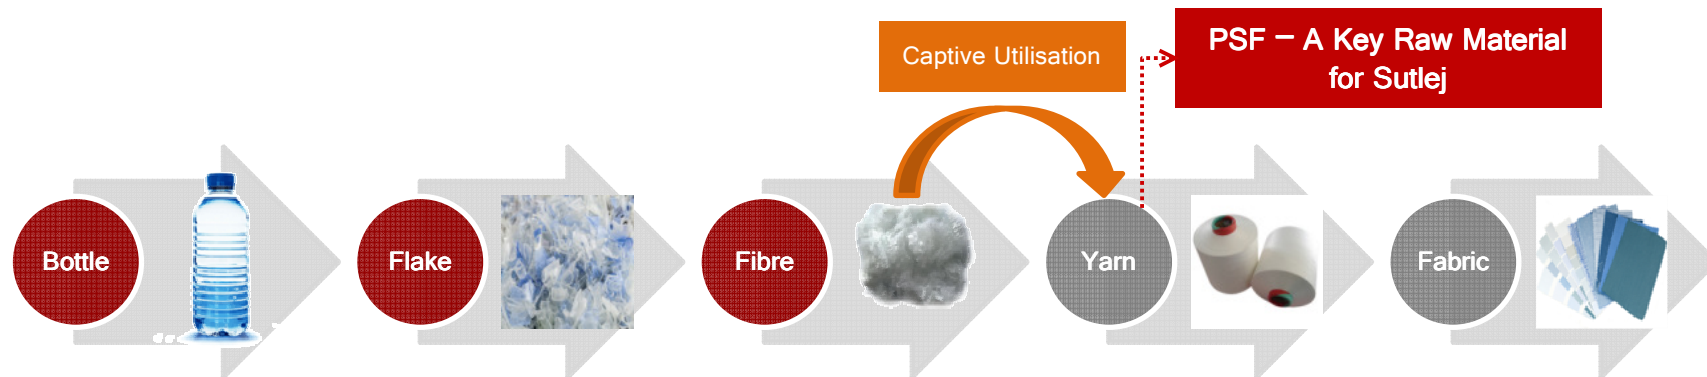 Captive Utilisation
PSF – A Key Raw Material
for Sutlej
Bottle
Flake
Fibre
Yarn
Fabric